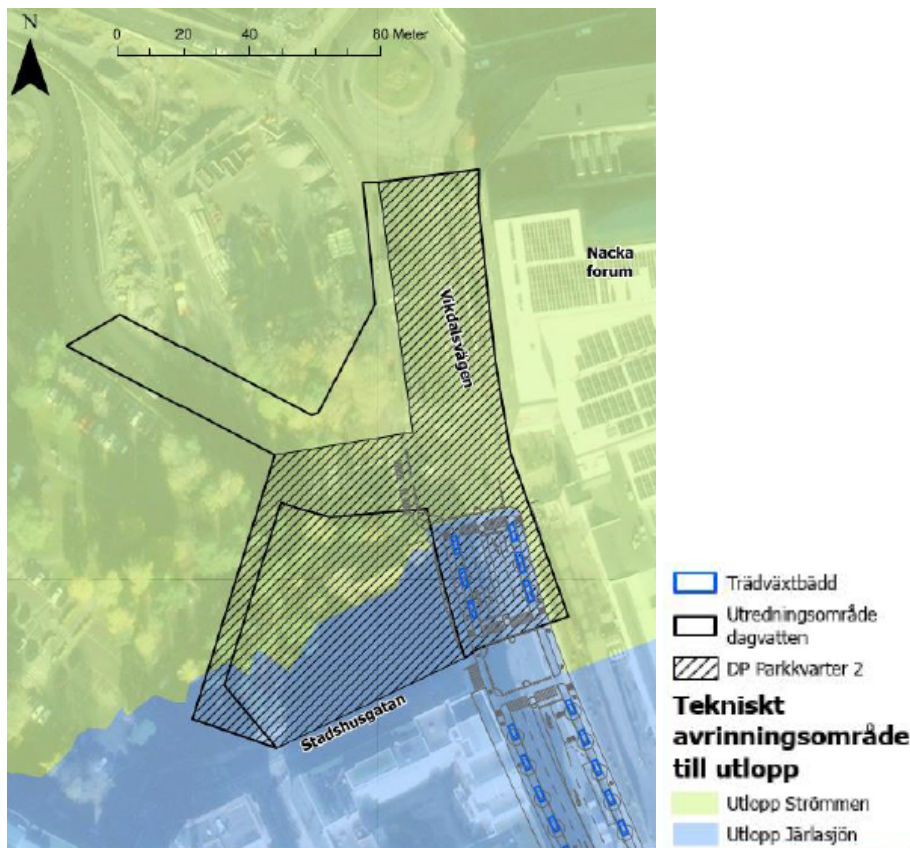 N
0 20 40 80 Meter
Nacka
forum
Vikdalsvägen
Stadshusgatan
Trädväxtbädd
Utredningsområde
dagvatten
DP Parkkvarter 2
Tekniskt
avrinningsområde
till utlopp
Utlopp Strömmen
Utlopp Järlasjön